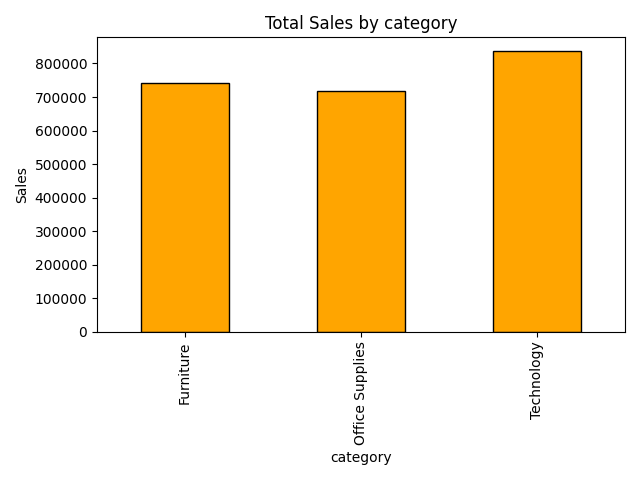 Total Sales by category
Sales
800000
700000
600000
500000
400000
300000
200000
100000
0
Furniture
Office Supplies
Technology
category